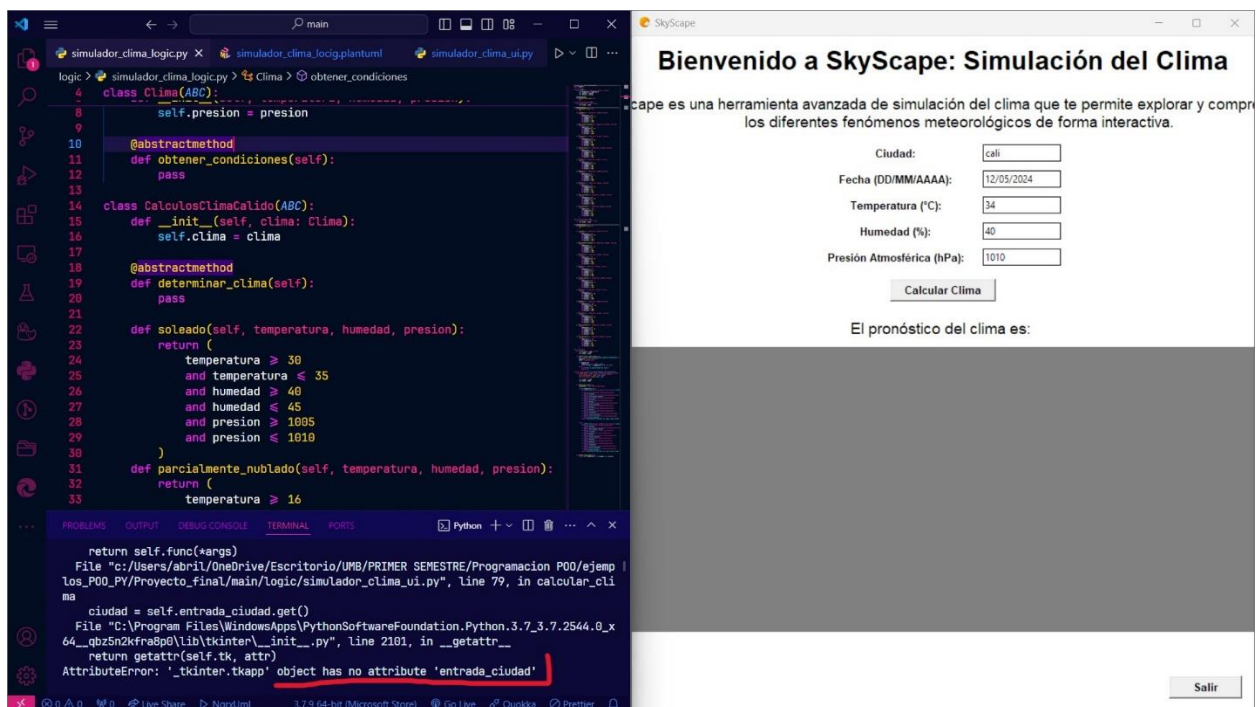 main
simulador_clima_logic.py
simulador_clima_locig.plantuml
simulador_clima_ui.py
logic > simulador_clima_logic.py > Clima > obtener_condiciones
4 class Clima(ABC):
8 self.presion = presion
9
10 @abstractmethod
11 def obtener_condiciones(self):
12 pass
13
14 class CalculosClimaCalido(ABC):
15 def __init__(self, clima: Clima):
16 self.clima = clima
17
18 @abstractmethod
19 def determinar_clima(self):
20 pass
21
22 def soleado(self, temperatura, humedad, presion):
23 return (
24 temperatura ≥ 30
25 and temperatura ≤ 35
26 and humedad ≥ 40
27 and humedad ≤ 45
28 and presion ≥ 1005
29 and presion ≤ 1010
30 )
31 def parcialmente_nublado(self, temperatura, humedad, presion):
32 return (
33 temperatura ≥ 16
PROBLEMS OUTPUT DEBUG CONSOLE TERMINAL PORTS
Python
return self.func(*args)
File "c:/Users/abril/OneDrive/Escritorio/UMB/PRIMER SEMESTRE/Programacion POO/ejemp
los_POO_PY/Proyecto_final/main/logic/simulador_clima_ui.py", line 79, in calcular_cli
ma
ciudad = self.entrada_ciudad.get()
File "C:\Program Files\WindowsApps\PythonSoftwareFoundation.Python.3.7_3.7.2544.0_x
64__qbz5n2kfra8p0\lib\tkinter\__init__.py", line 2101, in __getattr__
return getattr(self.tk, attr)
AttributeError: '_tkinter.tkapp' object has no attribute 'entrada_ciudad'
0 0 0 Live Share 3.7.9 64-bit (Microsoft Store) Go Live Quokka Prettier
SkyScape
Bienvenido a SkyScape: Simulación del Clima
cape es una herramienta avanzada de simulación del clima que te permite explorar y compre
los diferentes fenómenos meteorológicos de forma interactiva.
Ciudad: cali
Fecha (DD/MM/AAAA): 12/05/2024
Temperatura (°C): 34
Humedad (%): 40
Presión Atmosférica (hPa): 1010
Calcular Clima
El pronóstico del clima es:
Salir